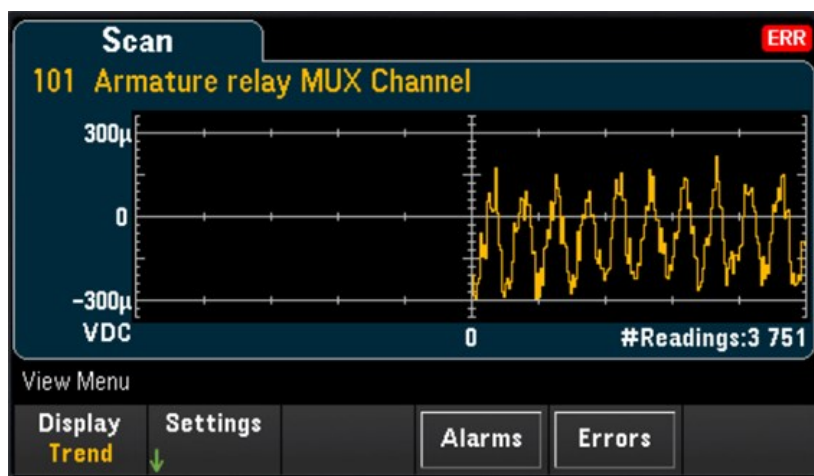 Scan
ERR
101 Armature relay MUX Channel
300µ
0
-300µ
VDC
0
#Readings:3 751
View Menu
Display
Trend
Settings
Alarms
Errors